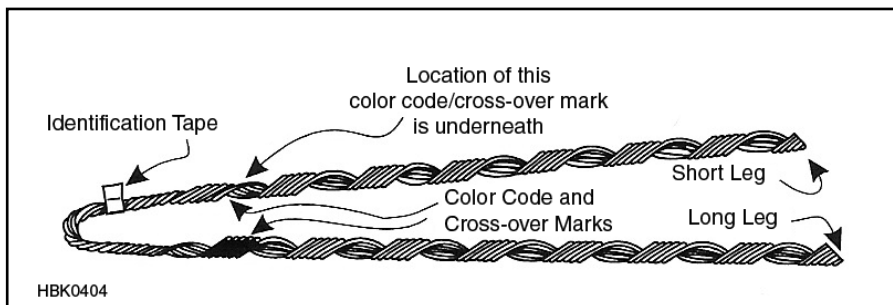 Location of this
color code/cross-over mark
is underneath
Identification Tape
Short Leg
Color Code and
Cross-over Marks
Long Leg
HBK0404